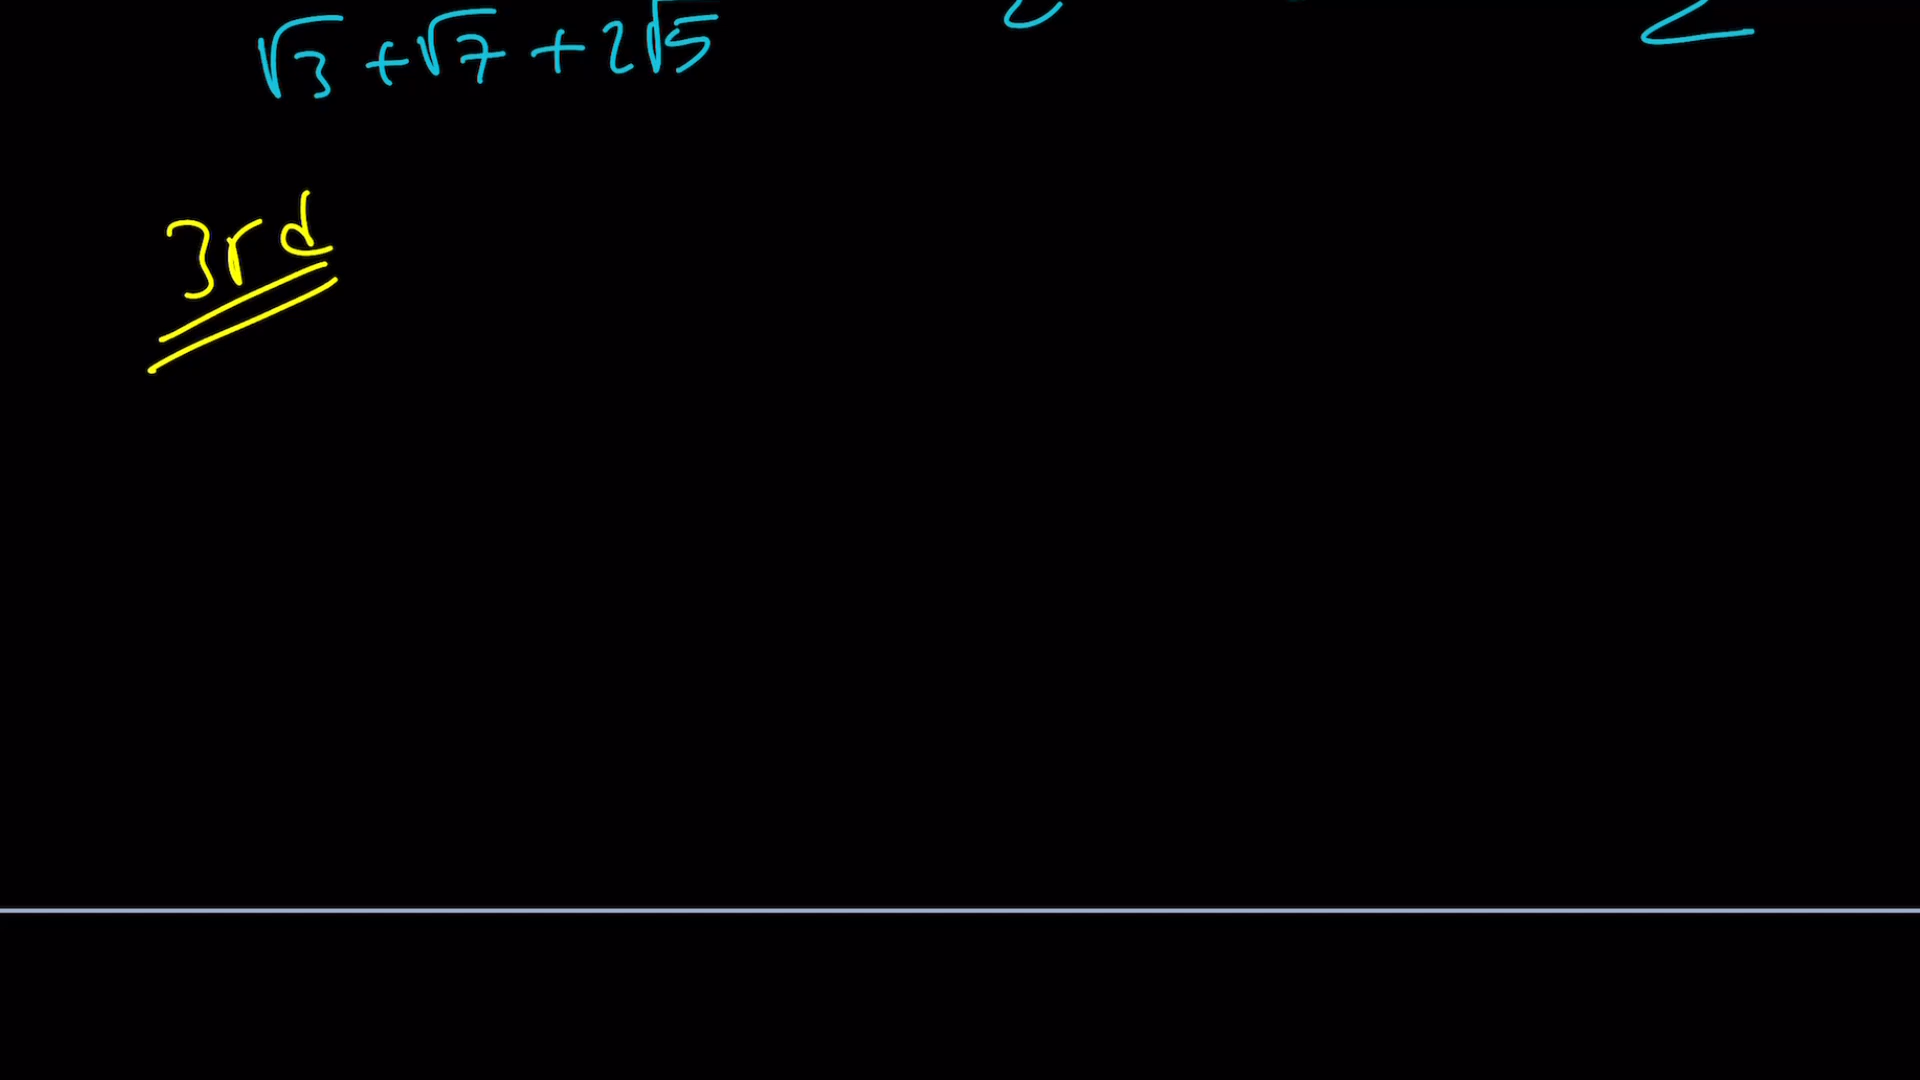 √3 + √7 + 2√5
3rd